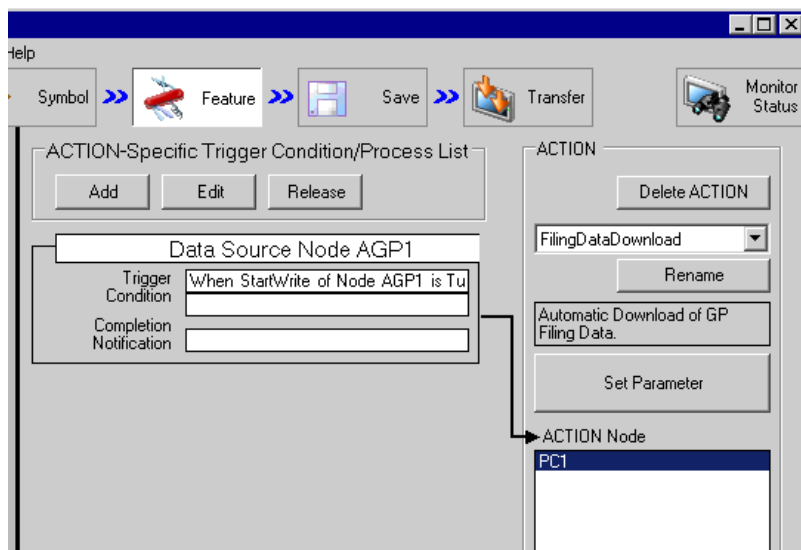 Help
Symbol
Feature
Save
Transfer
Monitor
Status
ACTION-Specific Trigger Condition/Process List
Add
Edit
Release
Data Source Node AGP1
Trigger
Condition
When StartWrite of Node AGP1 is Tu
Completion
Notification
ACTION
Delete ACTION
FilingDataDownload
Rename
Automatic Download of GP
Filing Data.
Set Parameter
ACTION Node
PC1